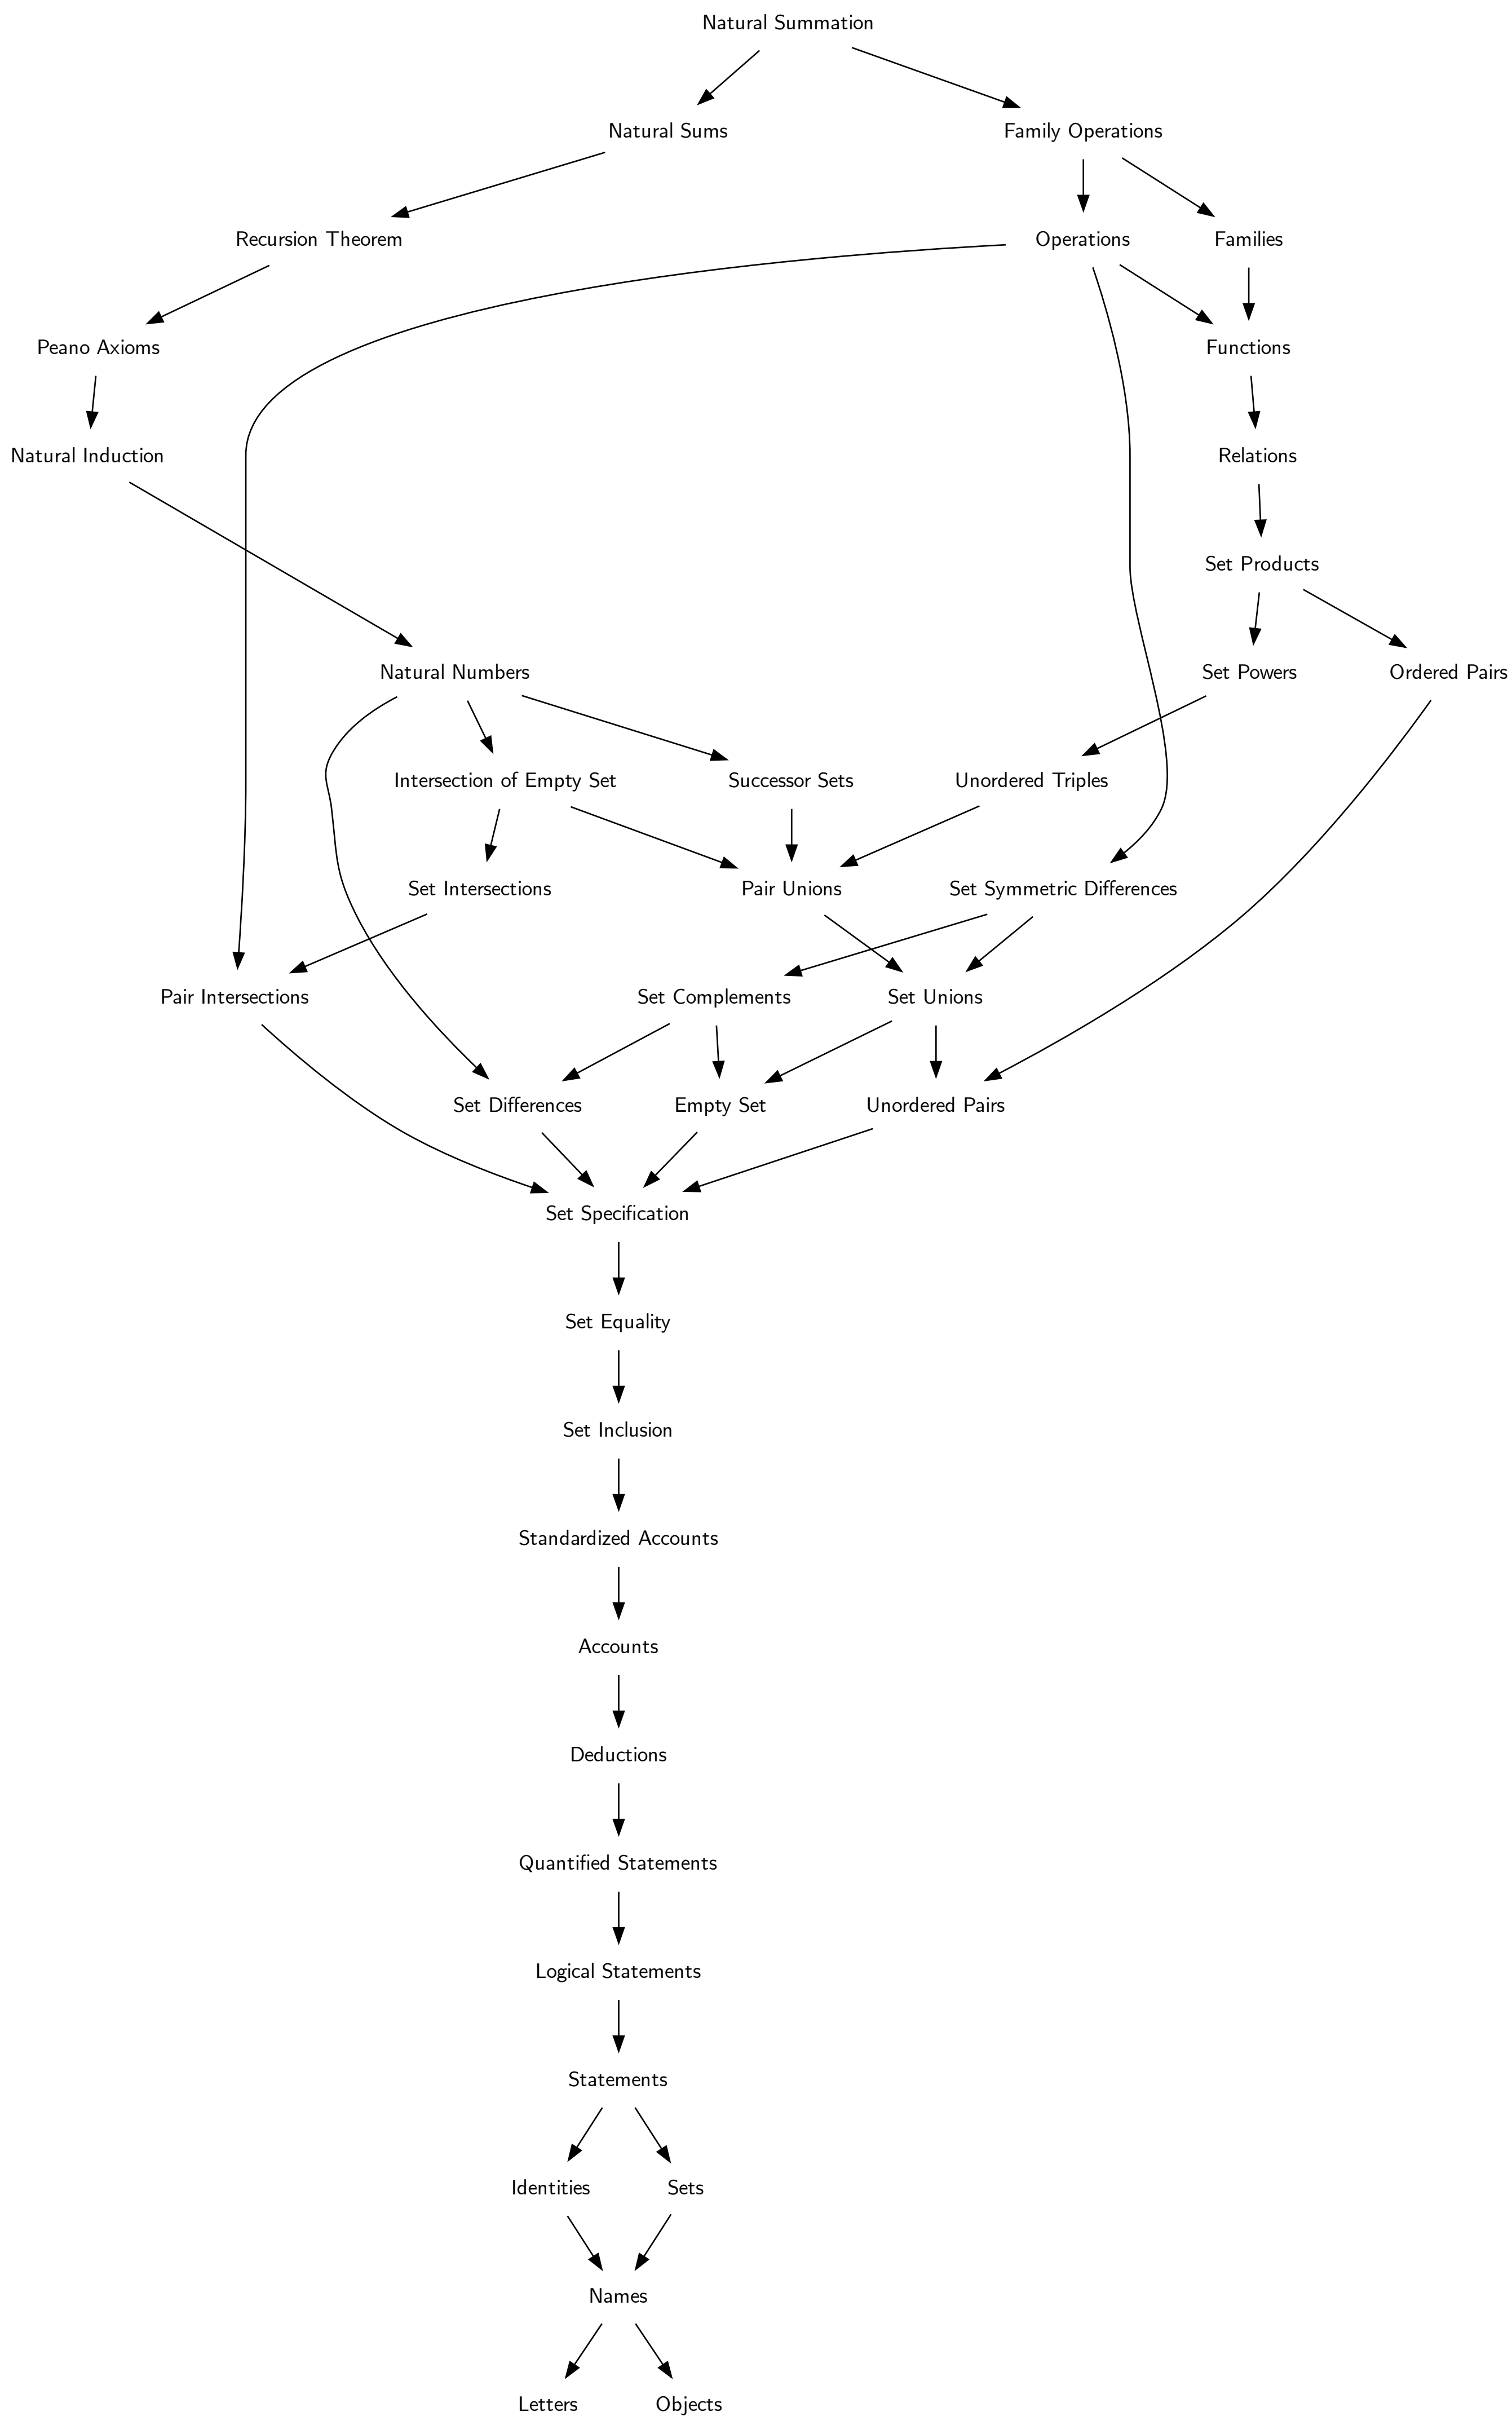 Natural Summation
Natural Sums
Family Operations
Recursion Theorem
Operations
Families
Peano Axioms
Functions
Natural Induction
Relations
Set Products
Natural Numbers
Set Powers
Ordered Pairs
Intersection of Empty Set
Successor Sets
Unordered Triples
Set Intersections
Pair Unions
Set Symmetric Differences
Pair Intersections
Set Complements
Set Unions
Set Differences
Empty Set
Unordered Pairs
Set Specification
Set Equality
Set Inclusion
Standardized Accounts
Accounts
Deductions
Quantified Statements
Logical Statements
Statements
Identities
Sets
Names
Letters
Objects